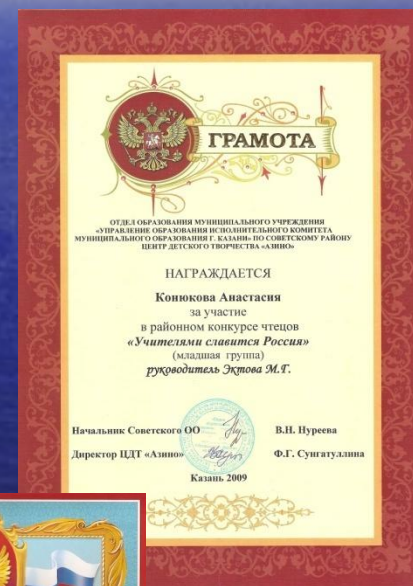 ГРАМОТА
ОТДЕЛ ОБРАЗОВАНИЯ МУНИЦИПАЛЬНОГО УЧРЕЖДЕНИЯ
«УПРАВЛЕНИЕ ОБРАЗОВАНИЯ ИСПОЛНИТЕЛЬНОГО КОМИТЕТА
МУНИЦИПАЛЬНОГО ОБРАЗОВАНИЯ Г. КАЗАНИ» ПО СОВЕТСКОМУ РАЙОНУ
ЦЕНТР ДЕТСКОГО ТВОРЧЕСТВА «АЗИНО»
НАГРАЖДАЕТСЯ
Конюкова Анастасия
за участие
в районном конкурсе чтецов
«Учителями славится Россия»
(младшая группа)
руководитель Эктова М.Г.
Начальник Советского ОО В.Н. Нуреева
Директор ЦДТ «Азино» Ф.Г. Сунгатуллина
Казань 2009